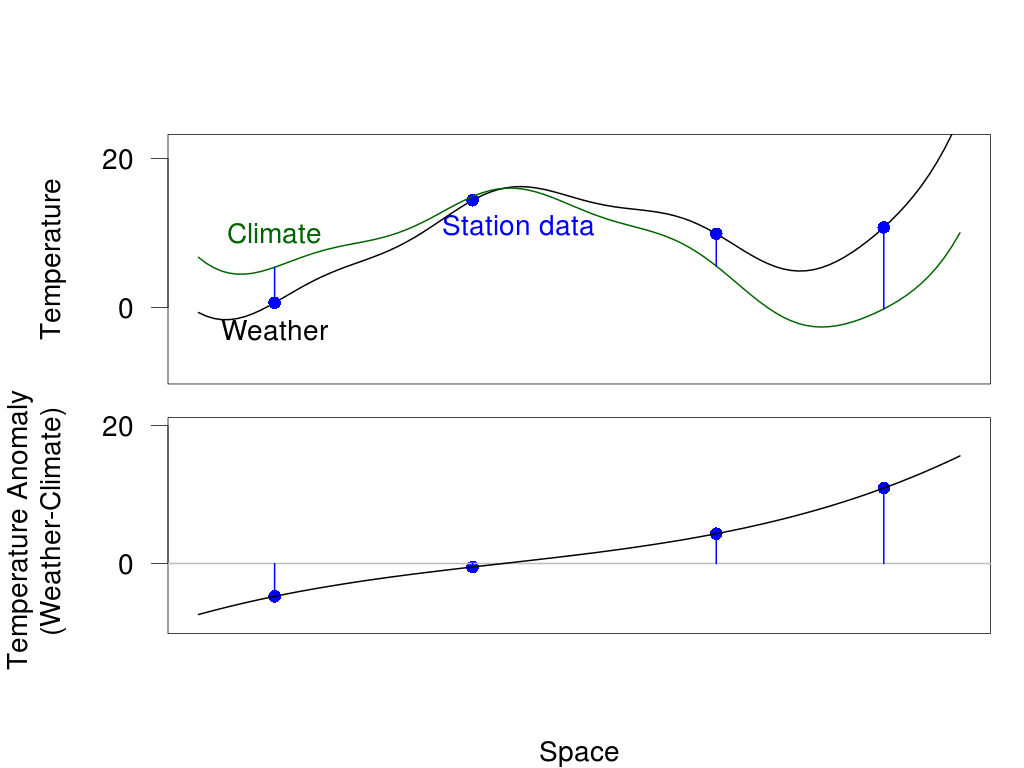 20
0
Temperature
Climate
Station data
Weather
20
0
Temperature Anomaly
(Weather-Climate)
Space